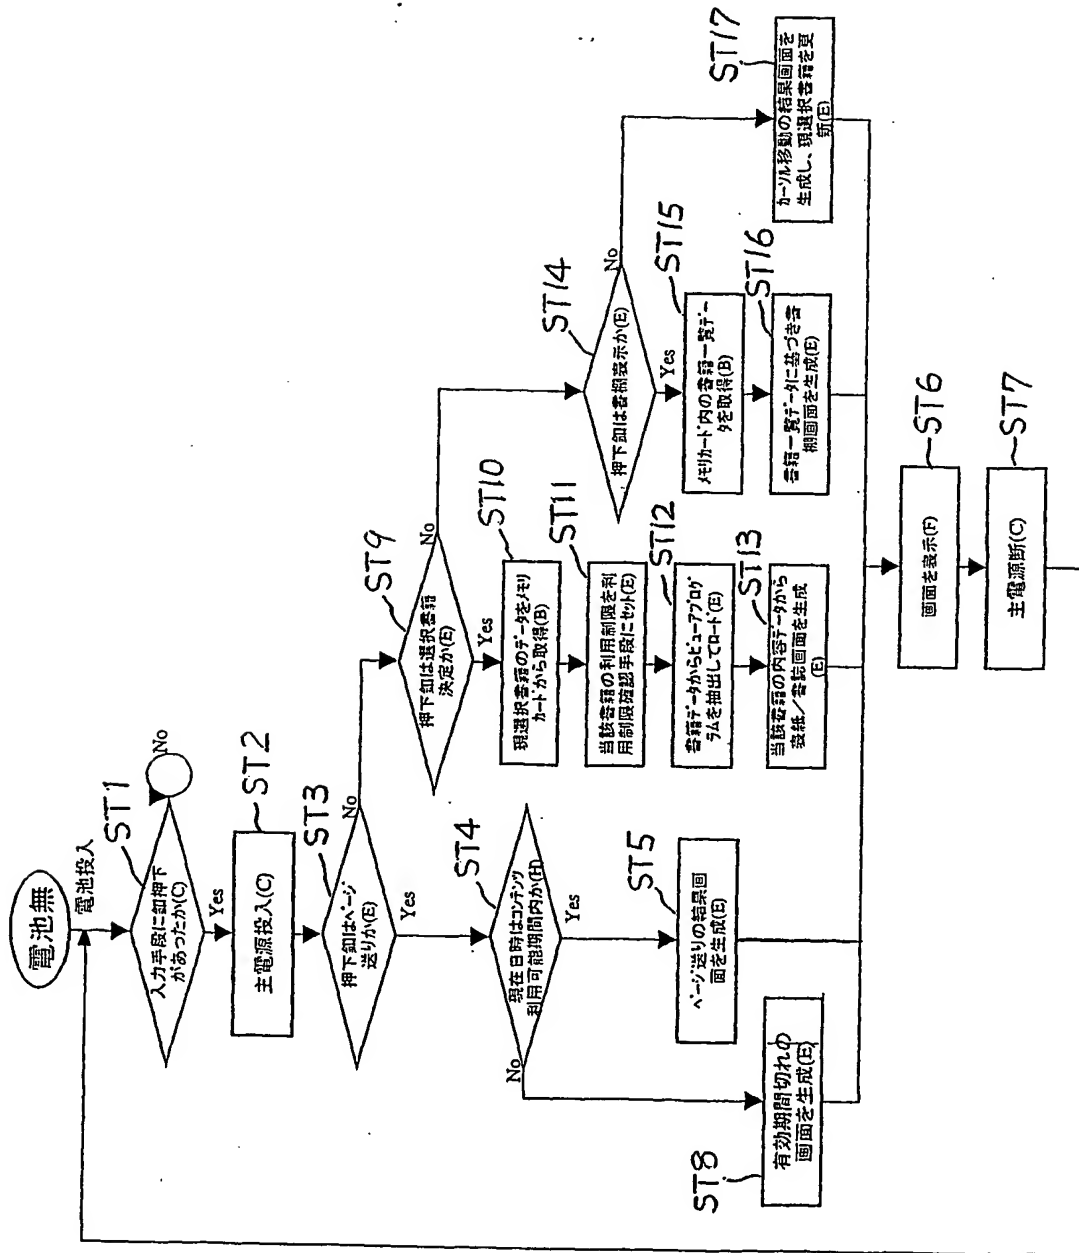 電池無
電池投入
ST1
入力手段に釦押下
があったか(C)
No
Yes
ST2
主電源投入(C)
ST3
押下釦はページ
送りか(E)
No
Yes
ST4
現在日時はコンテンツ
利用可能期間内か(H)
No
Yes
ST5
ページ送りの結果画
面を生成(E)
ST8
有効期間切れの
画面を生成(E)
ST9
押下釦は選択書籍
決定か(E)
No
Yes
ST10
現選択書籍のデータをメモリ
カードから取得(B)
ST11
当該書籍の利用制限を利
用制限確認手段にセット(E)
ST12
書籍データからビュープログ
ラムを抽出してロード(E)
ST13
当該書籍の内容データから
表紙/書誌画面を生成
(E)
ST14
押下釦は書棚表示か(E)
No
Yes
ST15
メモリカード内の書籍一覧デー
タを取得(B)
ST16
書籍一覧データに基づき書
棚画面を生成(E)
ST17
カーソル移動の結果画面を
生成し、現選択書籍を更
新(E)
ST6
画面を表示(F)
ST7
主電源断(C)